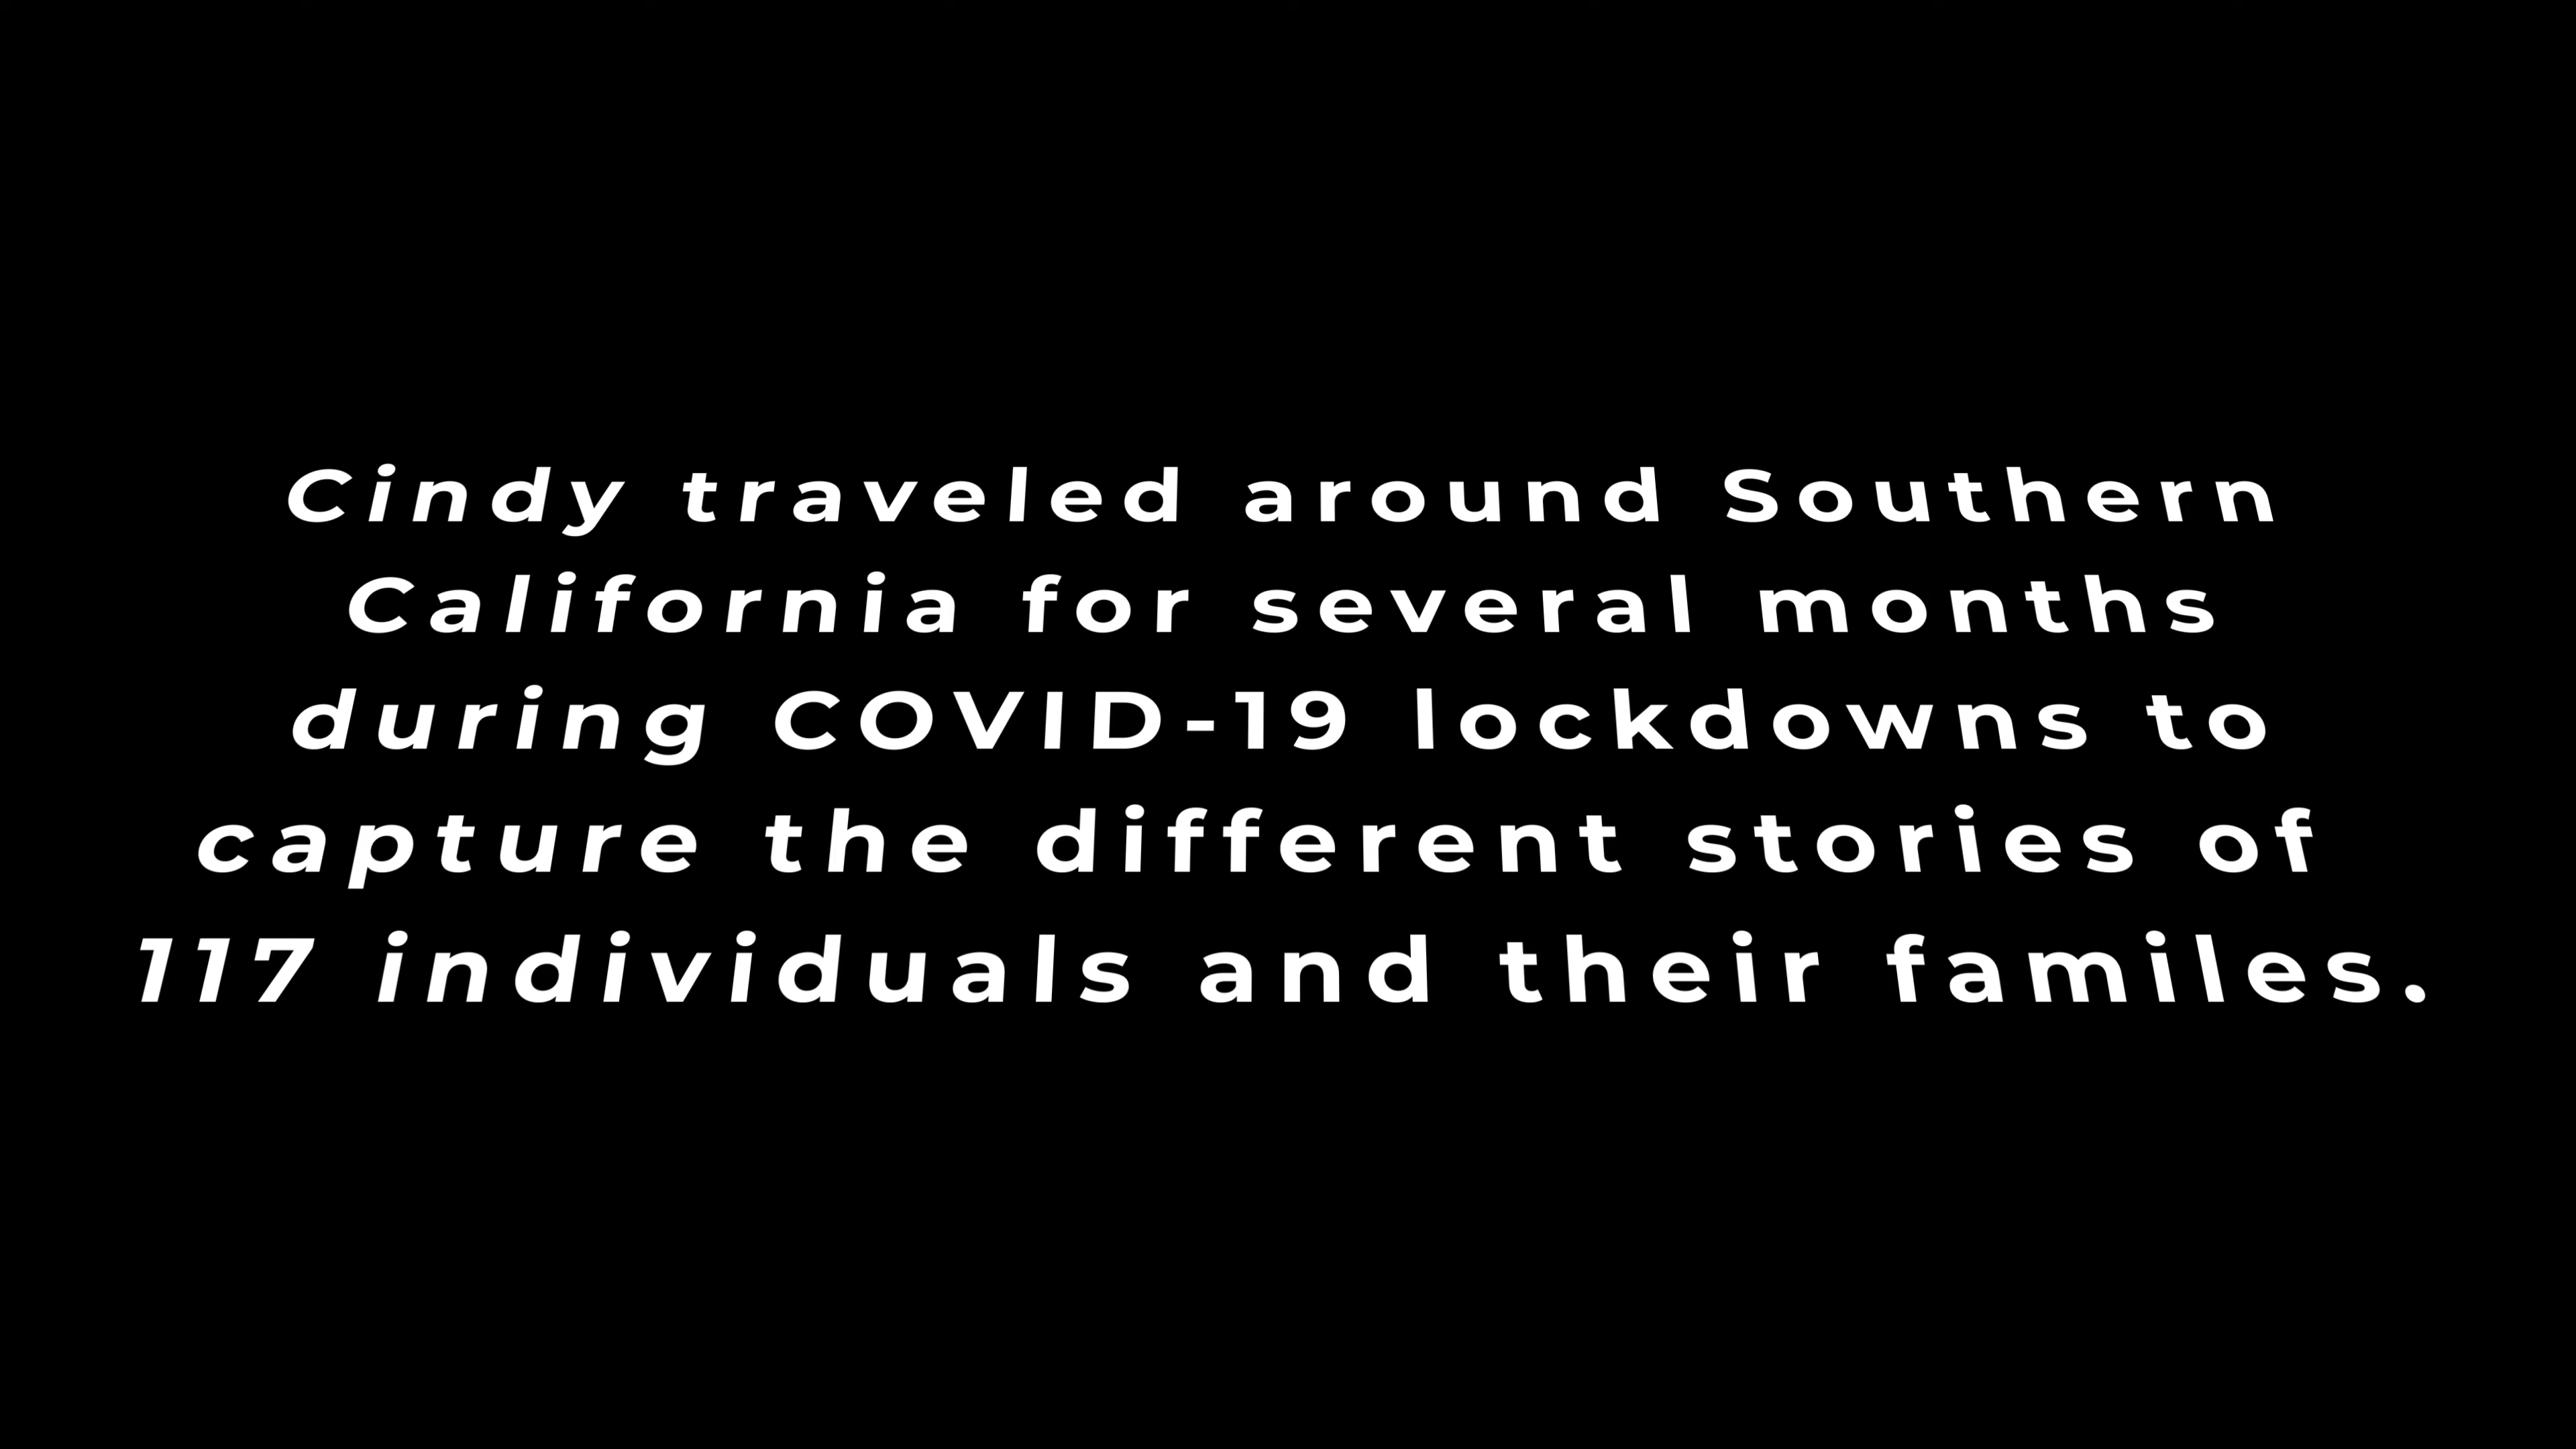 Cindy traveled around Southern
California for several months
during COVID-19 lockdowns to
capture the different stories of
117 individuals and their familes.